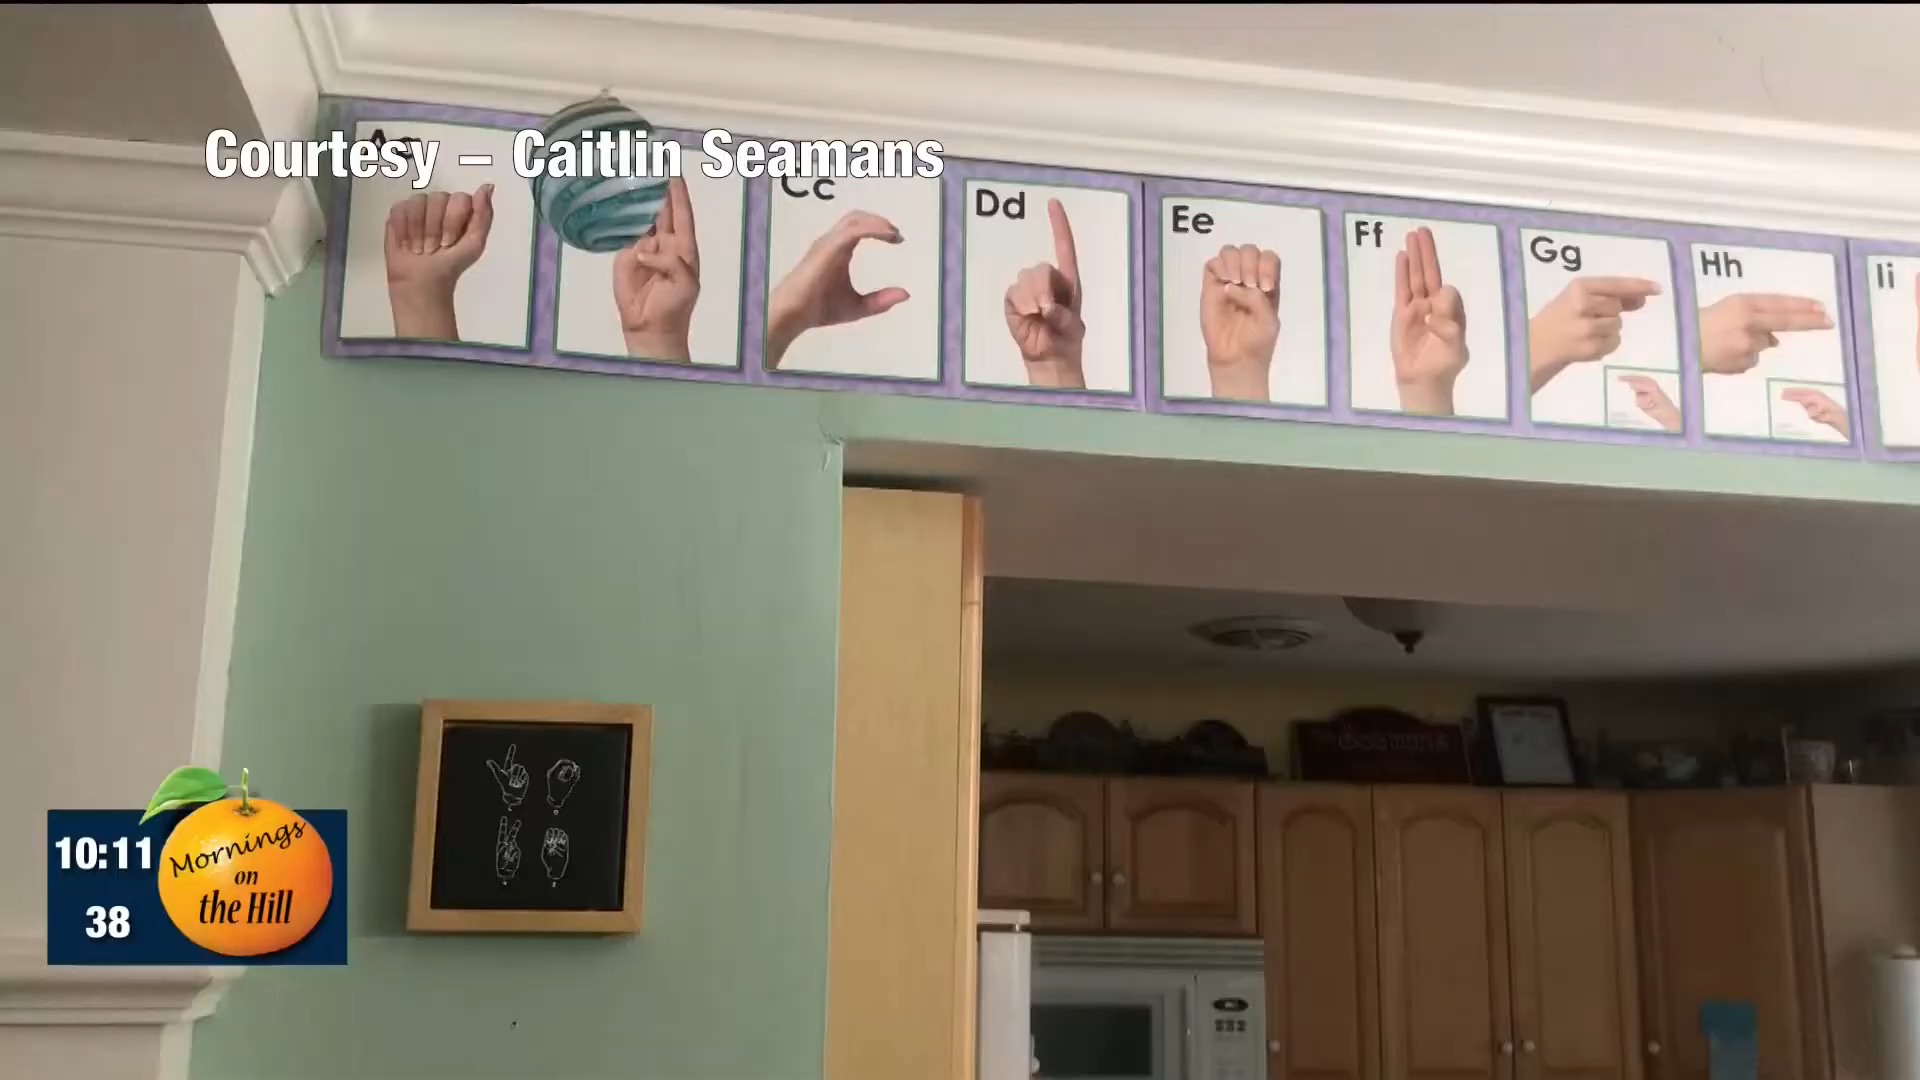 Courtesy – Caitlin Seamans
Cc
Dd
Ee
Ff
Gg
Hh
Ii
10:11
38
Mornings
on
the Hill